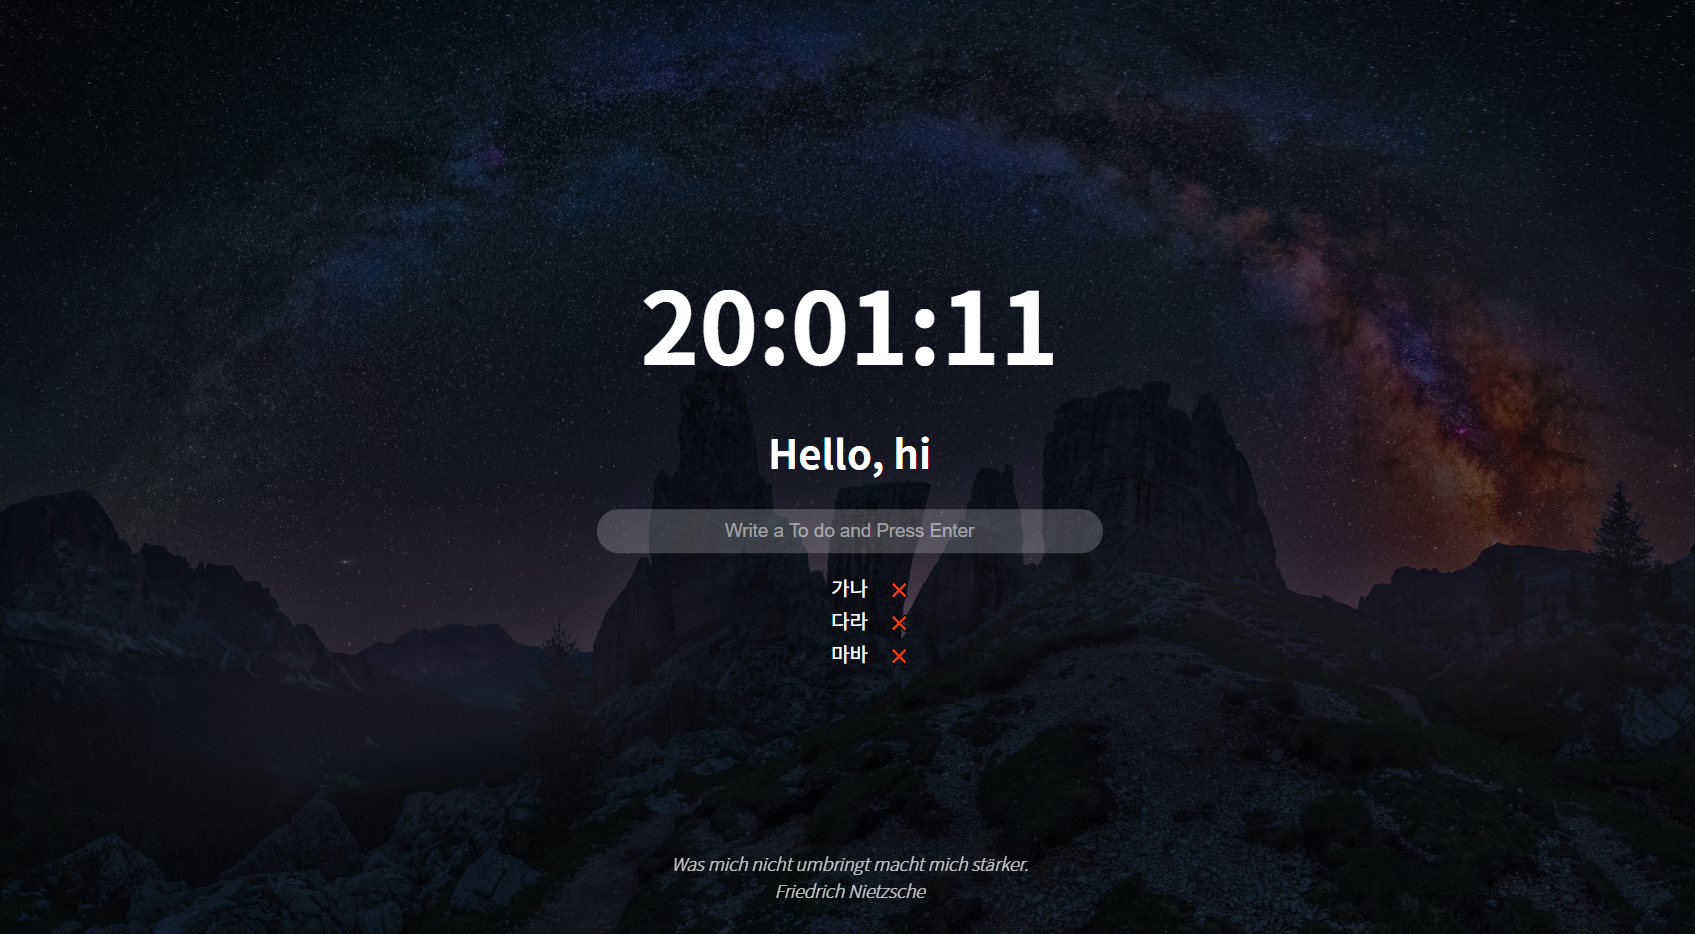 20:01:11
Hello, hi
Write a To do and Press Enter
가나
다라
마바
Was mich nicht umbringt macht mich stärker.
Friedrich Nietzsche